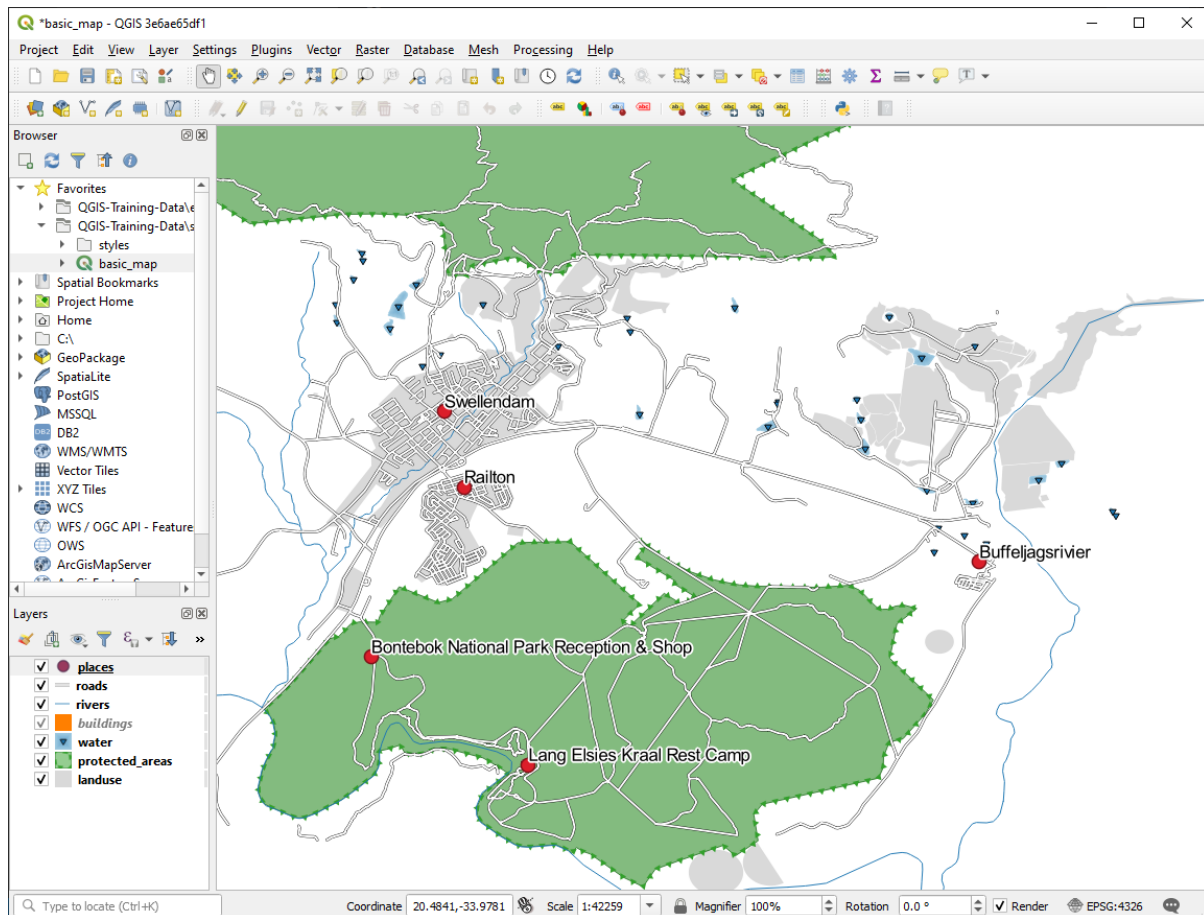 *basic_map - QGIS 3e6ae65df1
Project Edit View Layer Settings Plugins Vector Raster Database Mesh Processing Help
Browser
Favorites
QGIS-Training-Data\e
QGIS-Training-Data\s
styles
basic_map
Spatial Bookmarks
Project Home
Home
C:\
GeoPackage
SpatiaLite
PostGIS
MSSQL
DB2
WMS/WMTS
Vector Tiles
XYZ Tiles
WCS
WFS / OGC API - Feature
OWS
ArcGisMapServer
Layers
places
roads
rivers
buildings
water
protected_areas
landuse
Swellendam
Railton
Buffeljagsrivier
Bontebok National Park Reception & Shop
Lang Elsies Kraal Rest Camp
Type to locate (Ctrl+K) Coordinate 20.4841,-33.9781 Scale 1:42259 Magnifier 100% Rotation 0.0 ° Render EPSG:4326